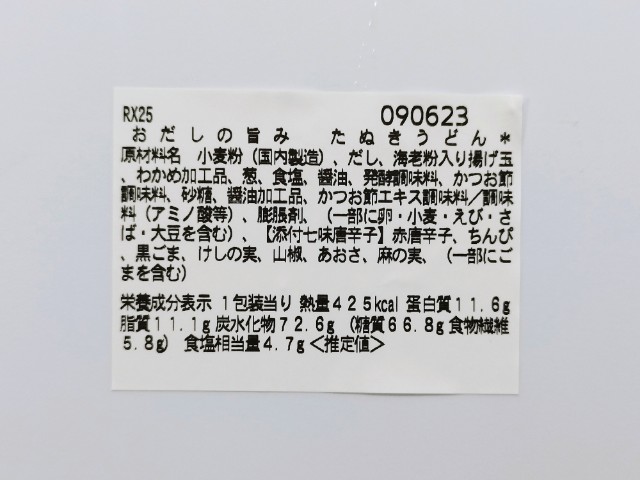 RX25 090623
おだしの旨み たぬきうどん*
原材料名 小麦粉(国内製造)、だし、海老粉入り揚げ玉
、わかめ加工品、葱、食塩、醤油、発酵調味料、かつお節
調味料、砂糖、醤油加工品、かつお節エキス調味料/調味
料(アミノ酸等)、膨脹剤、(一部に卵・小麦・えび・さ
ば・大豆を含む)、【添付七味唐辛子】赤唐辛子、ちんぴ
、黒ごま、けしの実、山椒、あおさ、麻の実、(一部にご
まを含む)
栄養成分表示 1包装当り 熱量425kcal 蛋白質11.6g
脂質11.1g 炭水化物72.6g (糖質66.8g 食物繊維
5.8g) 食塩相当量4.7g<推定値>